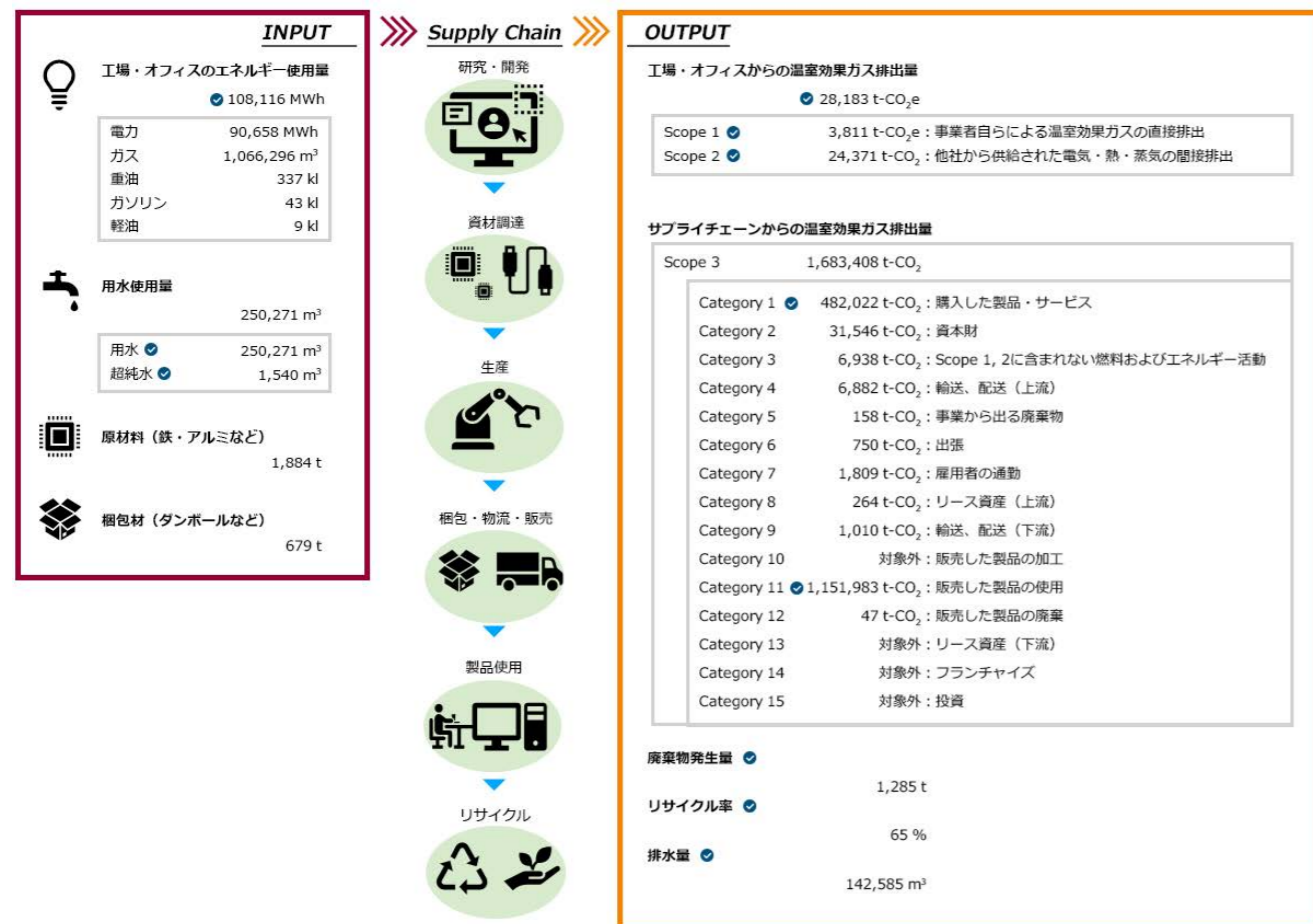 INPUT
工場・オフィスのエネルギー使用量
108,116 MWh
電力 90,658 MWh
ガス 1,066,296 m³
重油 337 kl
ガソリン 43 kl
軽油 9 kl
用水使用量
250,271 m³
用水 250,271 m³
超純水 1,540 m³
原材料（鉄・アルミなど）
1,884 t
梱包材（ダンボールなど）
679 t
Supply Chain
研究・開発
資材調達
生産
梱包・物流・販売
製品使用
リサイクル
OUTPUT
工場・オフィスからの温室効果ガス排出量
28,183 t-CO₂e
Scope 1 3,811 t-CO₂e：事業者自らによる温室効果ガスの直接排出
Scope 2 24,371 t-CO₂：他社から供給された電気・熱・蒸気の間接排出
サプライチェーンからの温室効果ガス排出量
Scope 3 1,683,408 t-CO₂
Category 1 482,022 t-CO₂：購入した製品・サービス
Category 2 31,546 t-CO₂：資本財
Category 3 6,938 t-CO₂：Scope 1, 2に含まれない燃料およびエネルギー活動
Category 4 6,882 t-CO₂：輸送、配送（上流）
Category 5 158 t-CO₂：事業から出る廃棄物
Category 6 750 t-CO₂：出張
Category 7 1,809 t-CO₂：雇用者の通勤
Category 8 264 t-CO₂：リース資産（上流）
Category 9 1,010 t-CO₂：輸送、配送（下流）
Category 10 対象外：販売した製品の加工
Category 11 1,151,983 t-CO₂：販売した製品の使用
Category 12 47 t-CO₂：販売した製品の廃棄
Category 13 対象外：リース資産（下流）
Category 14 対象外：フランチャイズ
Category 15 対象外：投資
廃棄物発生量
1,285 t
リサイクル率
65 %
排水量
142,585 m³